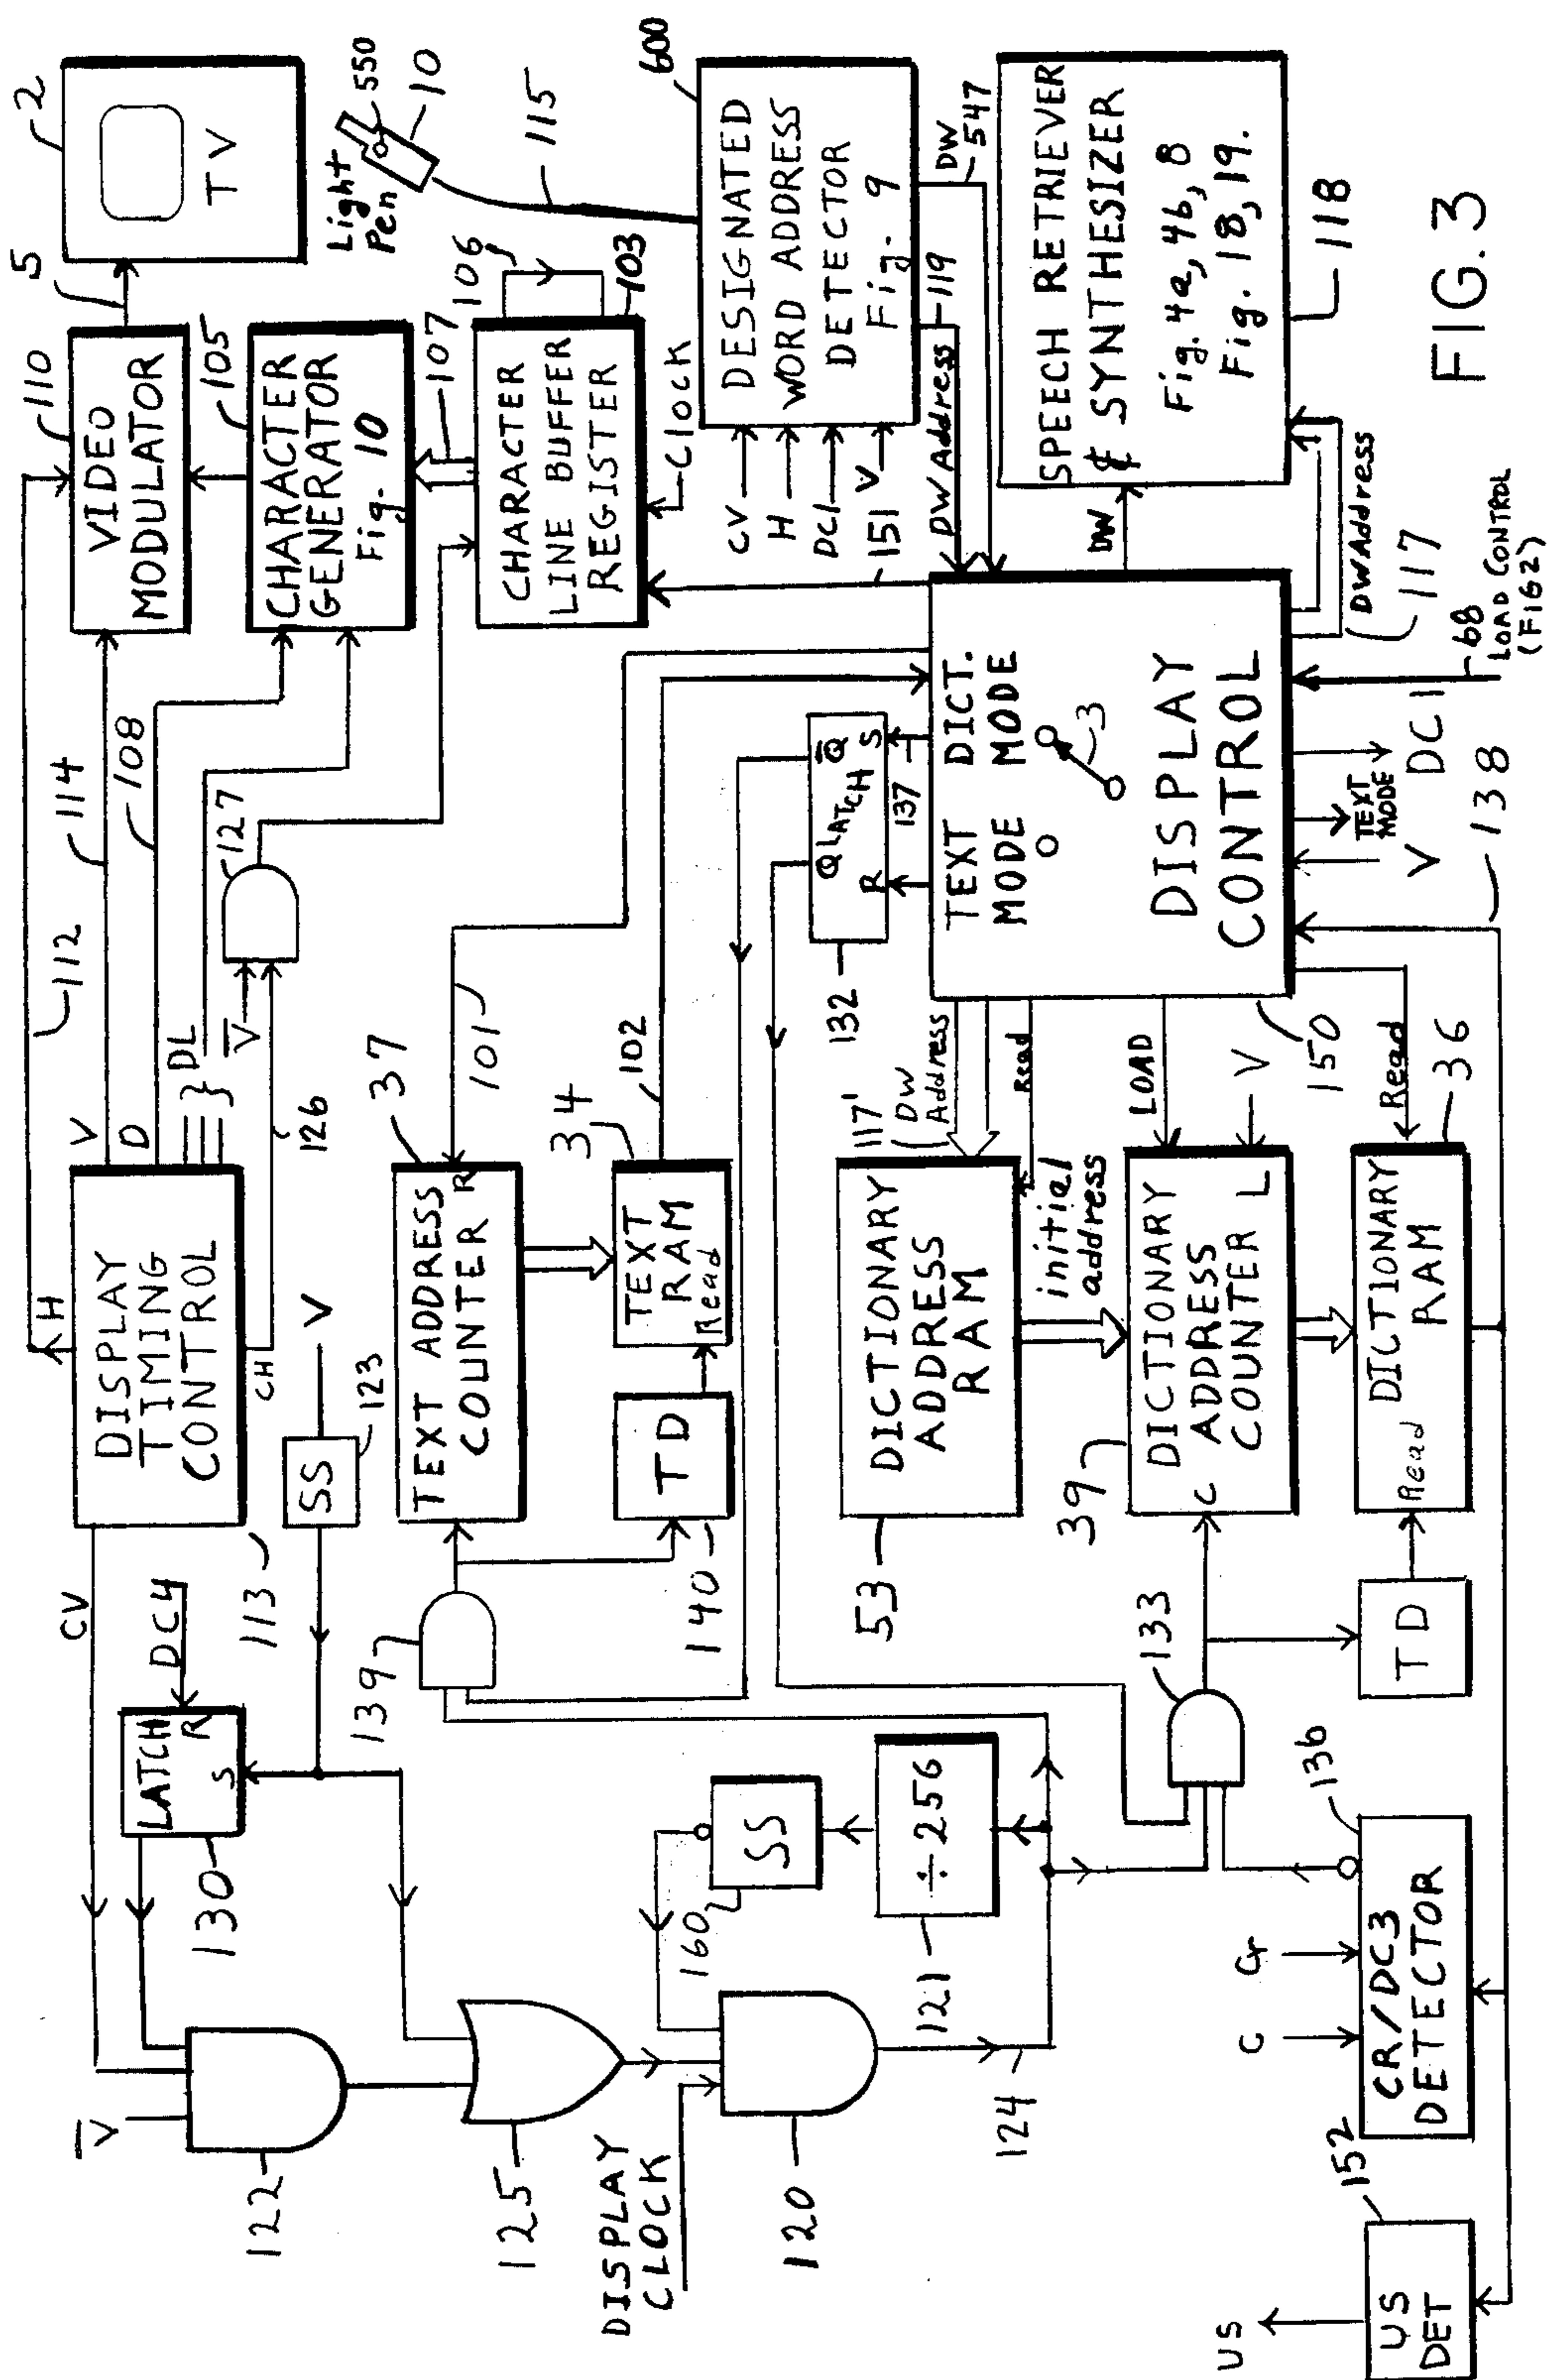 FIG. 3
2
TV
5
110
VIDEO
MODULATOR
105
CHARACTER
GENERATOR
Fig. 10
107
106
CHARACTER
LINE BUFFER
REGISTER
103
Clock
Light
Pen
550
10
115
600
DESIGNATED
WORD ADDRESS
DETECTOR
Fig. 9
CV
H
DC1
V
151
DW Address
119
DW
547
SPEECH RETRIEVER
& SYNTHESIZER
Fig. 4a, 4b, 8
Fig. 18, 19.
118
DW
DW Address
117
68
LOAD CONTROL
(FIG 2)
112
114
108
127
V
126
H
V
D
DL
CH
DISPLAY
TIMING
CONTROL
113
CV
DC4
LATCH
R
S
130
V
SS
123
V
122
125
DISPLAY
CLOCK
120
124
160
SS
÷256
121
139
TEXT ADDRESS
COUNTER
R
37
101
TD
140
TEXT
RAM
Read
34
102
Q LATCH Q
R
S
132
137
TEXT
MODE
DICT.
MODE
3
DISPLAY
CONTROL
150
V
TEXT
MODE
DC1
138
117'
DW
Address
Read
DICTIONARY
ADDRESS
RAM
53
initial
address
LOAD
V
DICTIONARY
ADDRESS
COUNTER
C
L
39
133
Read
DICTIONARY
RAM
Read
36
TD
136
CR/DC3
DETECTOR
C
Cr
152
US
DET
US